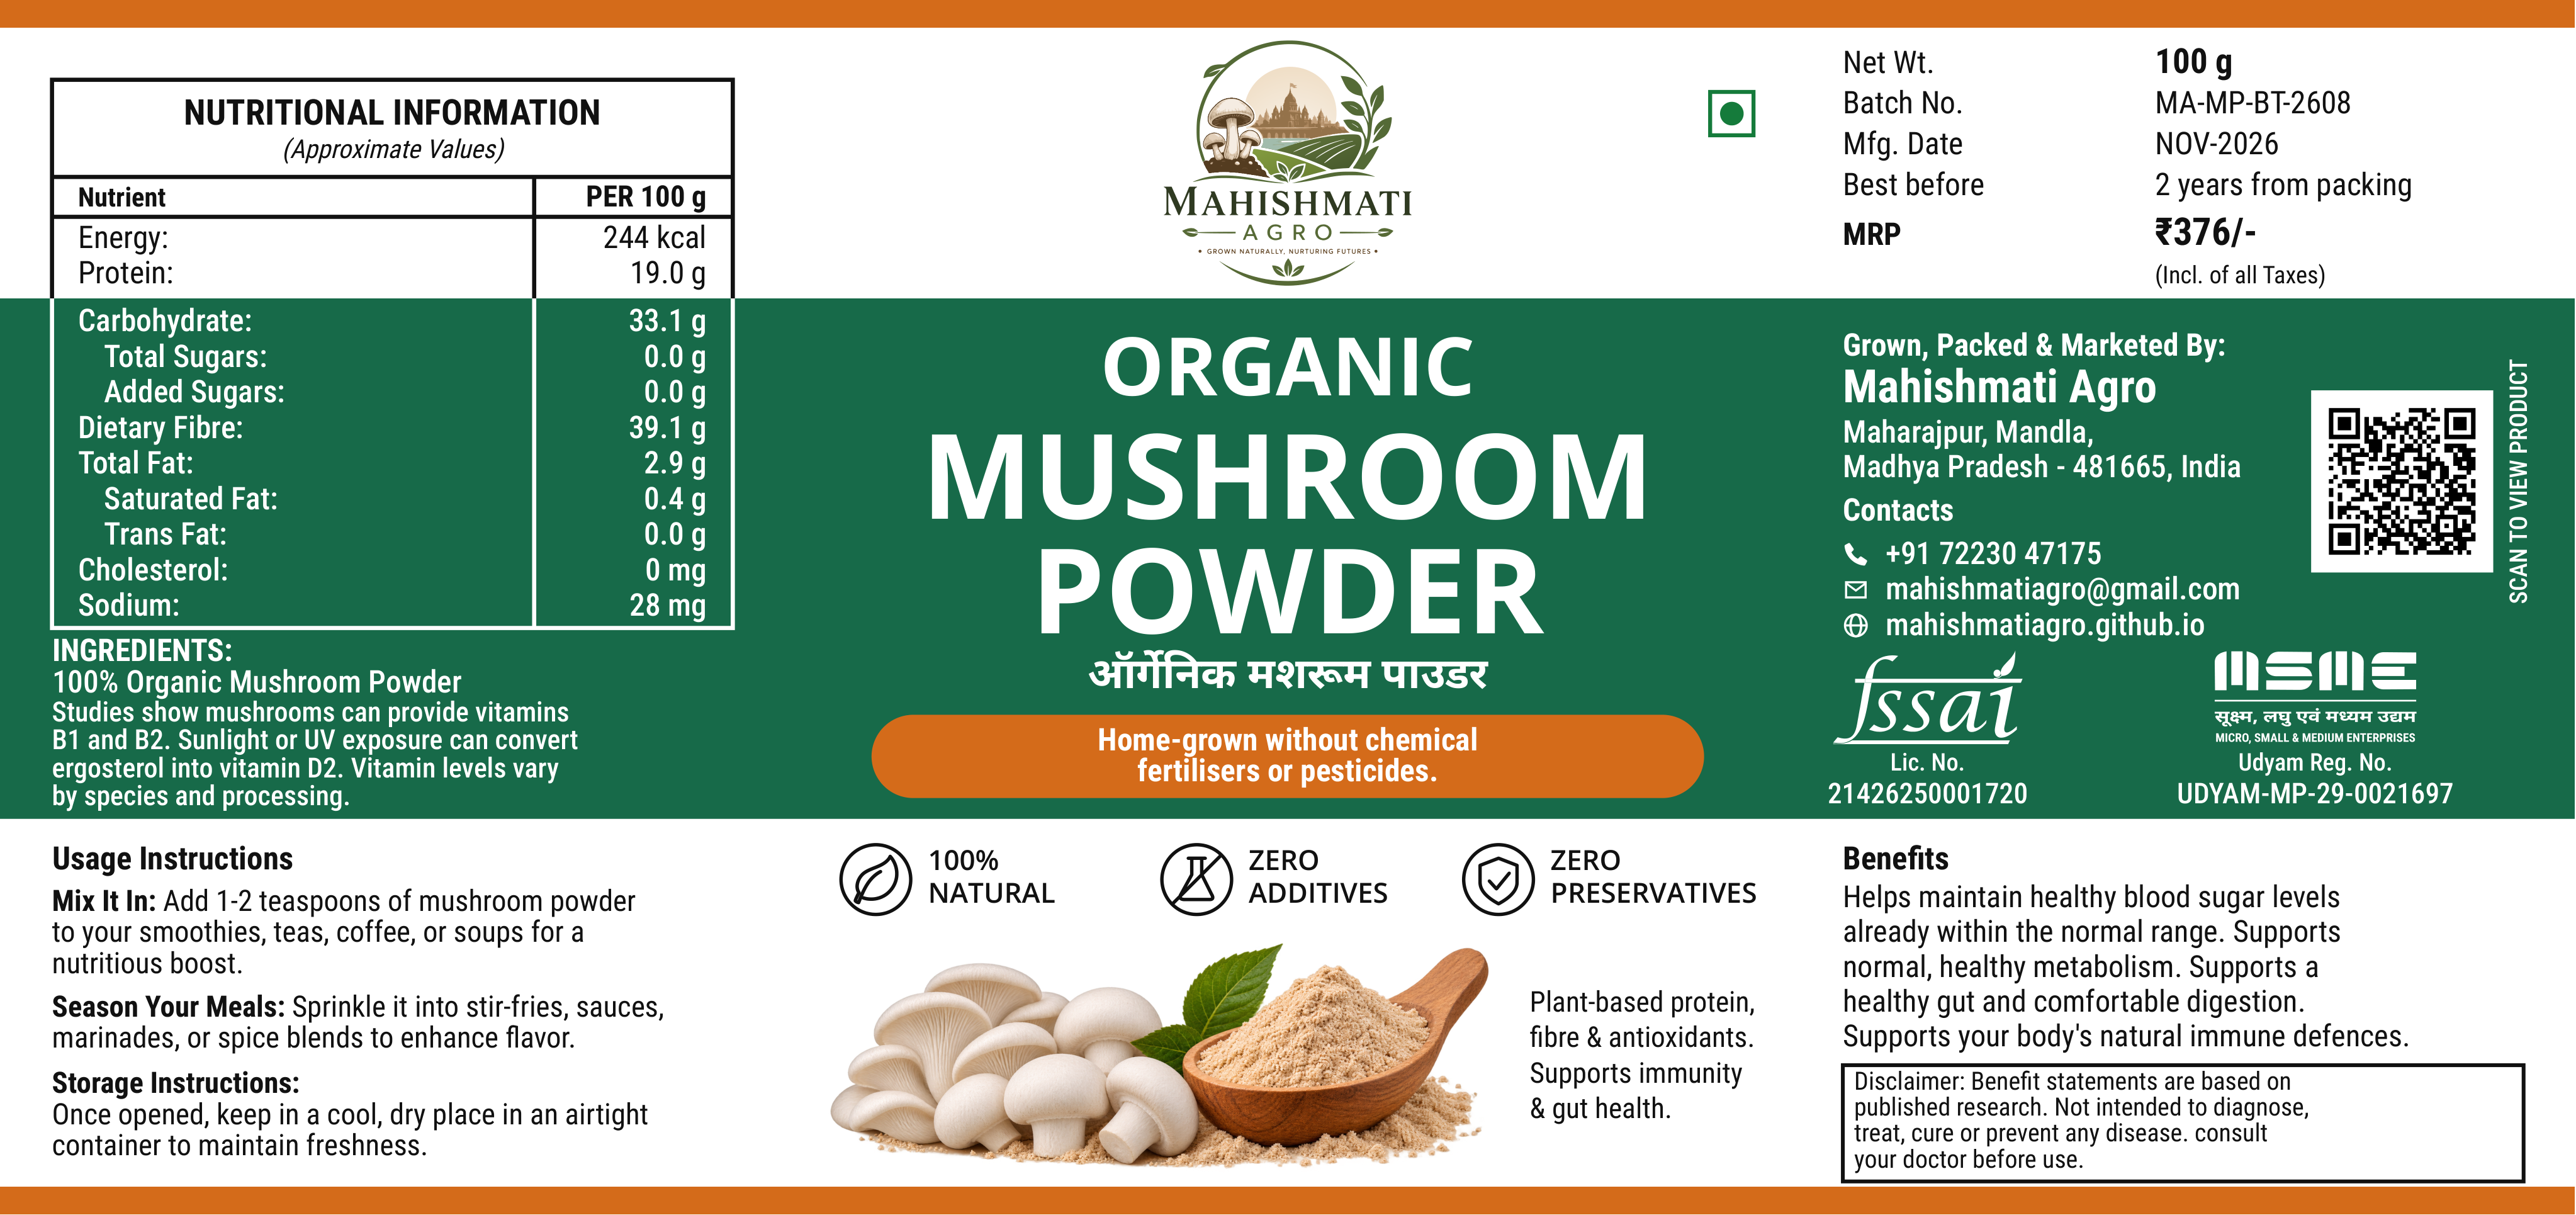 NUTRITIONAL INFORMATION
(Approximate Values)
Nutrient PER 100 g
Energy: 244 kcal
Protein: 19.0 g
Carbohydrate: 33.1 g
Total Sugars: 0.0 g
Added Sugars: 0.0 g
Dietary Fibre: 39.1 g
Total Fat: 2.9 g
Saturated Fat: 0.4 g
Trans Fat: 0.0 g
Cholesterol: 0 mg
Sodium: 28 mg
INGREDIENTS:
100% Organic Mushroom Powder
Studies show mushrooms can provide vitamins
B1 and B2. Sunlight or UV exposure can convert
ergosterol into vitamin D2. Vitamin levels vary
by species and processing.
Usage Instructions
Mix It In: Add 1-2 teaspoons of mushroom powder
to your smoothies, teas, coffee, or soups for a
nutritious boost.
Season Your Meals: Sprinkle it into stir-fries, sauces,
marinades, or spice blends to enhance flavor.
Storage Instructions:
Once opened, keep in a cool, dry place in an airtight
container to maintain freshness.
MAHISHMATI
AGRO
• GROWN NATURALLY, NURTURING FUTURES •
ORGANIC
MUSHROOM
POWDER
ऑर्गेनिक मशरूम पाउडर
Home-grown without chemical
fertilisers or pesticides.
100%
NATURAL
ZERO
ADDITIVES
ZERO
PRESERVATIVES
Plant-based protein,
fibre & antioxidants.
Supports immunity
& gut health.
Net Wt. 100 g
Batch No. MA-MP-BT-2608
Mfg. Date NOV-2026
Best before 2 years from packing
MRP ₹376/-
(Incl. of all Taxes)
Grown, Packed & Marketed By:
Mahishmati Agro
Maharajpur, Mandla,
Madhya Pradesh - 481665, India
Contacts
+91 72230 47175
mahishmatiagro@gmail.com
mahishmatiagro.github.io
SCAN TO VIEW PRODUCT
fssai
Lic. No.
21426250001720
MSME
सूक्ष्म, लघु एवं मध्यम उद्यम
MICRO, SMALL & MEDIUM ENTERPRISES
Udyam Reg. No.
UDYAM-MP-29-0021697
Benefits
Helps maintain healthy blood sugar levels
already within the normal range. Supports
normal, healthy metabolism. Supports a
healthy gut and comfortable digestion.
Supports your body's natural immune defences.
Disclaimer: Benefit statements are based on
published research. Not intended to diagnose,
treat, cure or prevent any disease. consult
your doctor before use.